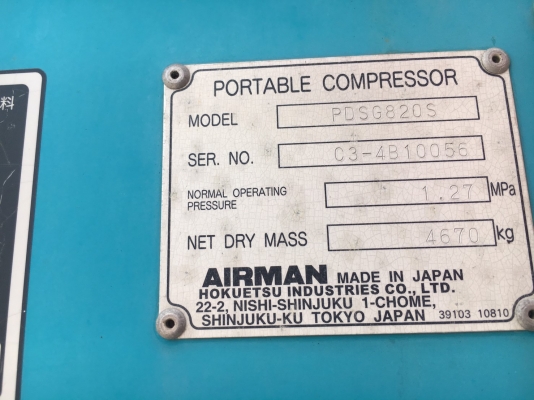 料
PORTABLE COMPRESSOR
MODEL PDSG820S
SER. NO. C3-4B10056
NORMAL OPERATING
PRESSURE 1.27 MPa
NET DRY MASS 4670 kg
AIRMAN MADE IN JAPAN
HOKUETSU INDUSTRIES CO., LTD.
22-2, NISHI-SHINJUKU 1-CHOME,
SHINJUKU-KU TOKYO JAPAN 39103 10810